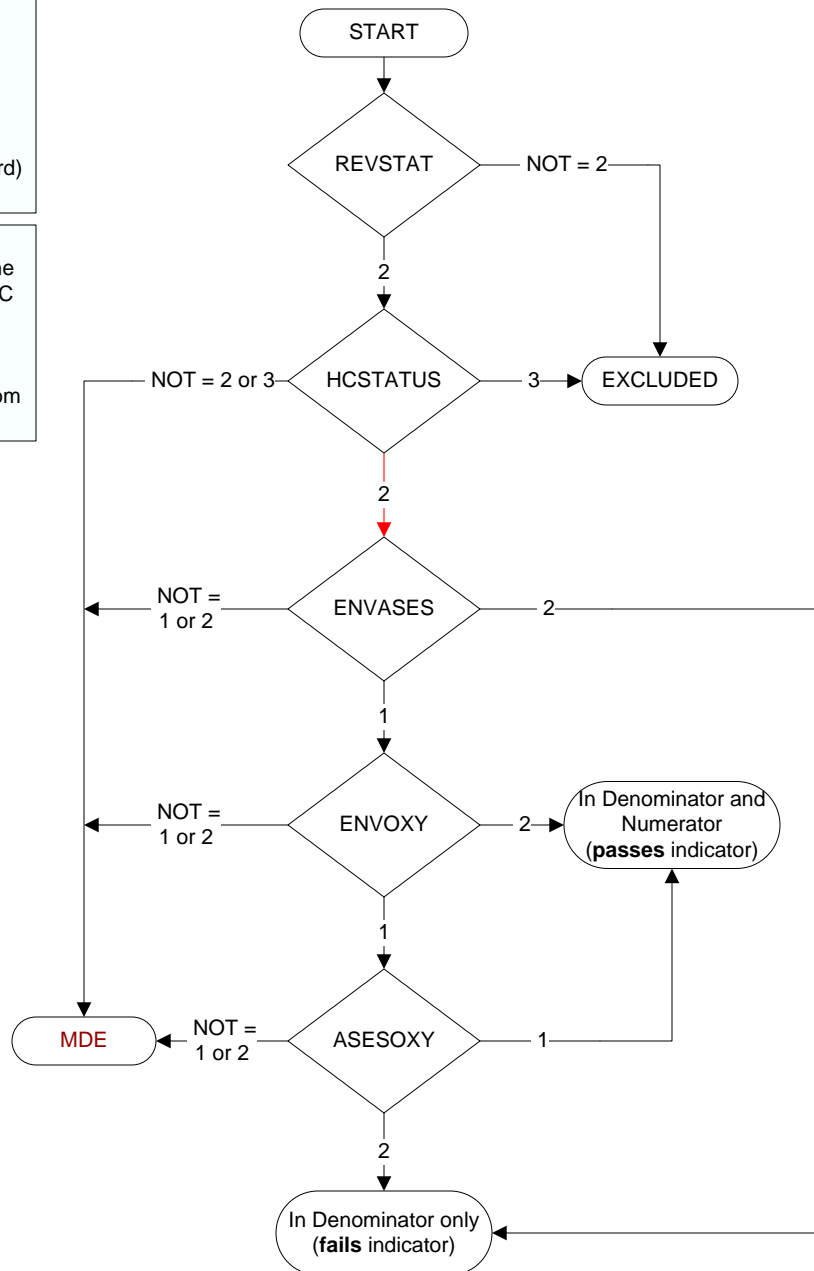 START
rd)
REVSTAT
NOT = 2
2
ne
C
om
NOT = 2 or 3
HCSTATUS
3
EXCLUDED
2
NOT =
1 or 2
ENVASES
2
1
NOT =
1 or 2
ENVOXY
2
In Denominator and
Numerator
(passes indicator)
1
MDE
NOT =
1 or 2
ASESOXY
1
2
In Denominator only
(fails indicator)